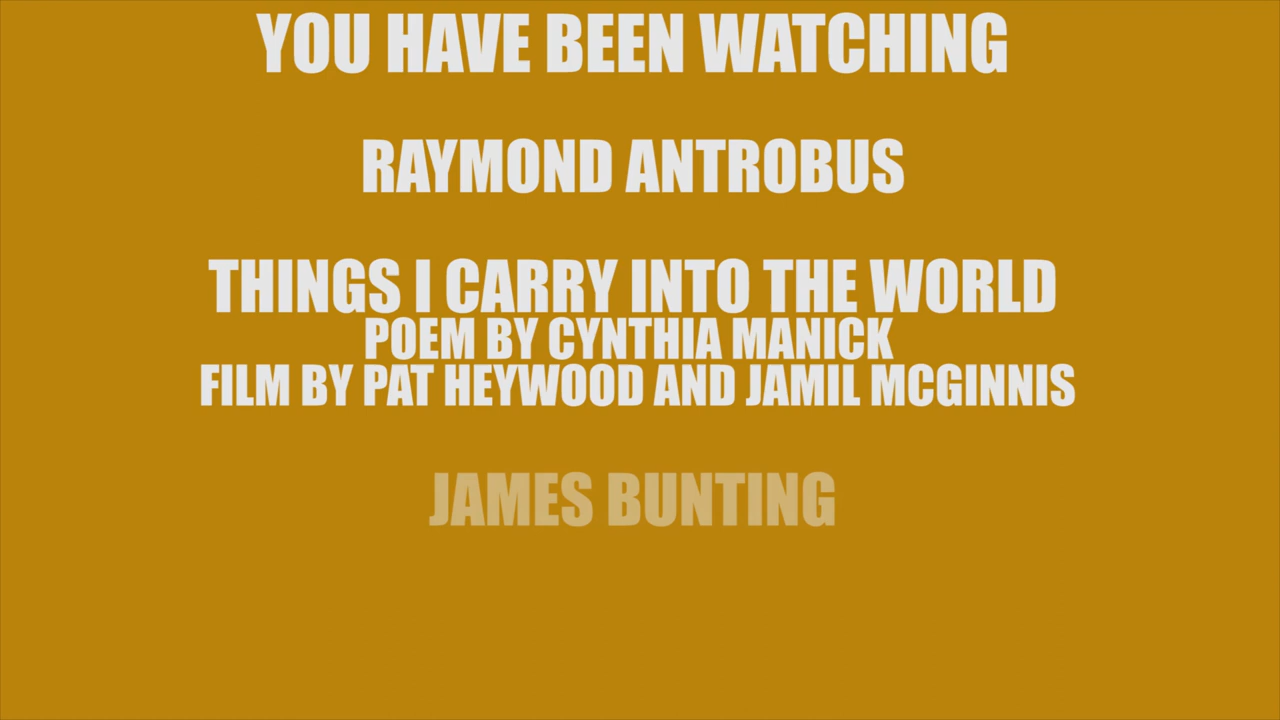 YOU HAVE BEEN WATCHING
RAYMOND ANTROBUS
THINGS I CARRY INTO THE WORLD
POEM BY CYNTHIA MANICK
FILM BY PAT HEYWOOD AND JAMIL MCGINNIS
JAMES BUNTING